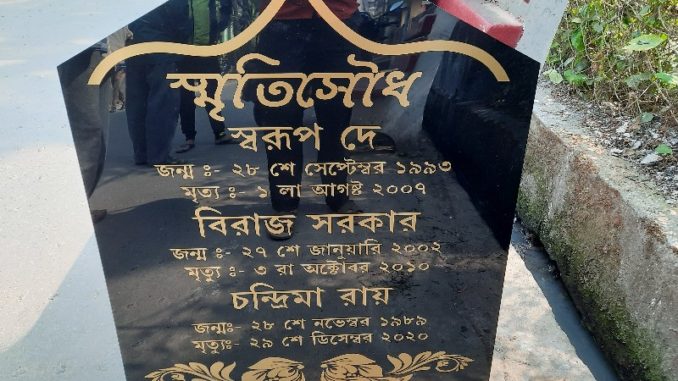 স্মৃতিসৌধ
স্বরূপ দে
জন্ম ঃ- ২৮ শে সেপ্টেম্বর ১৯৯৩
মৃত্যু ঃ- ১ লা আগষ্ট ২০০৭
বিরাজ সরকার
জন্ম ঃ- ২৭ শে জানুয়ারি ২০০২
মৃত্যু ঃ- ৩ রা অক্টোবর ২০১০
চন্দ্রিমা রায়
জন্মঃ- ২৮ শে নভেম্বর ১৯৮৯
মৃত্যুঃ- ২৯ শে ডিসেম্বর ২০২০